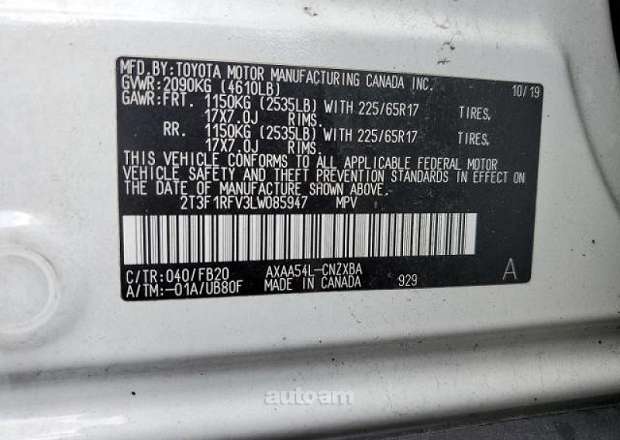 MFD.BY:TOYOTA MOTOR MANUFACTURING CANADA INC. 10/19
GVWR:2090KG (4610LB)
GAWR:FRT. 1150KG (2535LB) WITH 225/65R17 TIRES,
17X7.0J RIMS.
RR. 1150KG (2535LB) WITH 225/65R17 TIRES,
17X7.0J RIMS.
THIS VEHICLE CONFORMS TO ALL APPLICABLE FEDERAL MOTOR
VEHICLE SAFETY AND THEFT PREVENTION STANDARDS IN EFFECT
ON THE DATE OF MANUFACTURE SHOWN ABOVE.
2T3F1RFV3LW085947 MPV
C/TR:040/FB20 AXAA54L-CNZXBA A
A/TM:-01A/UB80F MADE IN CANADA 929
autoam